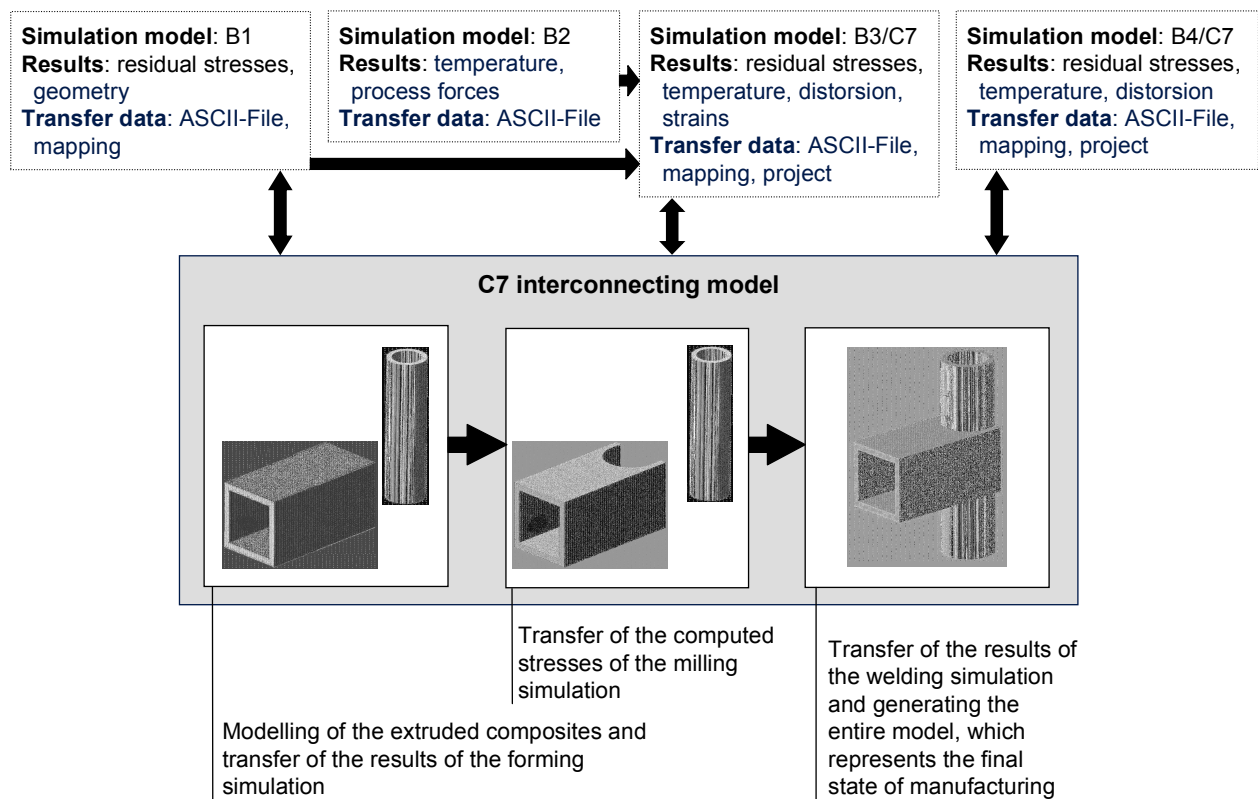 Simulation model: B1
Results: residual stresses,
geometry
Transfer data: ASCII-File,
mapping
Simulation model: B2
Results: temperature,
process forces
Transfer data: ASCII-File
Simulation model: B3/C7
Results: residual stresses,
temperature, distorsion,
strains
Transfer data: ASCII-File,
mapping, project
Simulation model: B4/C7
Results: residual stresses,
temperature, distorsion
Transfer data: ASCII-File,
mapping, project
C7 interconnecting model
Modelling of the extruded composites and
transfer of the results of the forming
simulation
Transfer of the computed
stresses of the milling
simulation
Transfer of the results of
the welding simulation
and generating the
entire model, which
represents the final
state of manufacturing